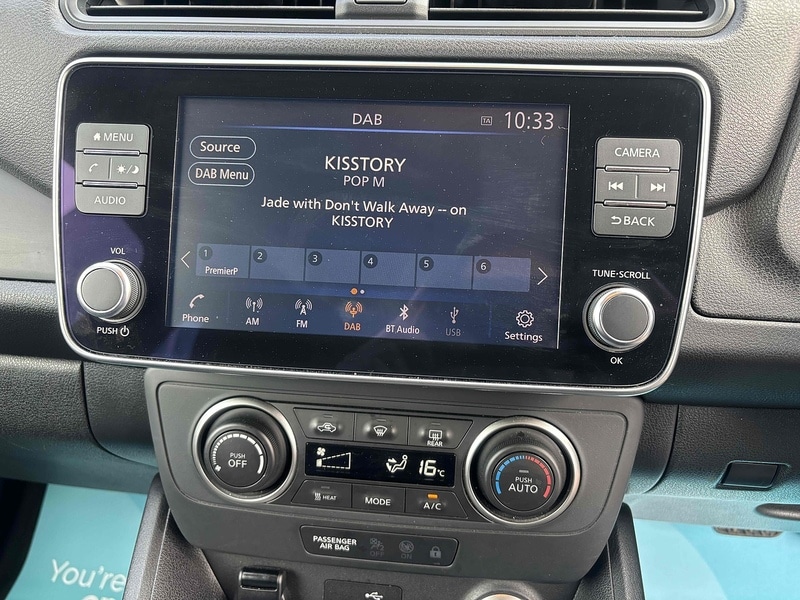 DAB
TA
10:33
MENU
AUDIO
VOL
PUSH
Source
DAB Menu
KISSTORY
POP M
Jade with Don't Walk Away -- on
KISSTORY
1
PremierP
2
3
4
5
6
Phone
AM
FM
DAB
BT Audio
USB
Settings
CAMERA
BACK
TUNE·SCROLL
OK
PUSH
OFF
REAR
16°C
HEAT
MODE
A/C
PUSH
AUTO
PASSENGER
AIR BAG
OFF
ON
You're